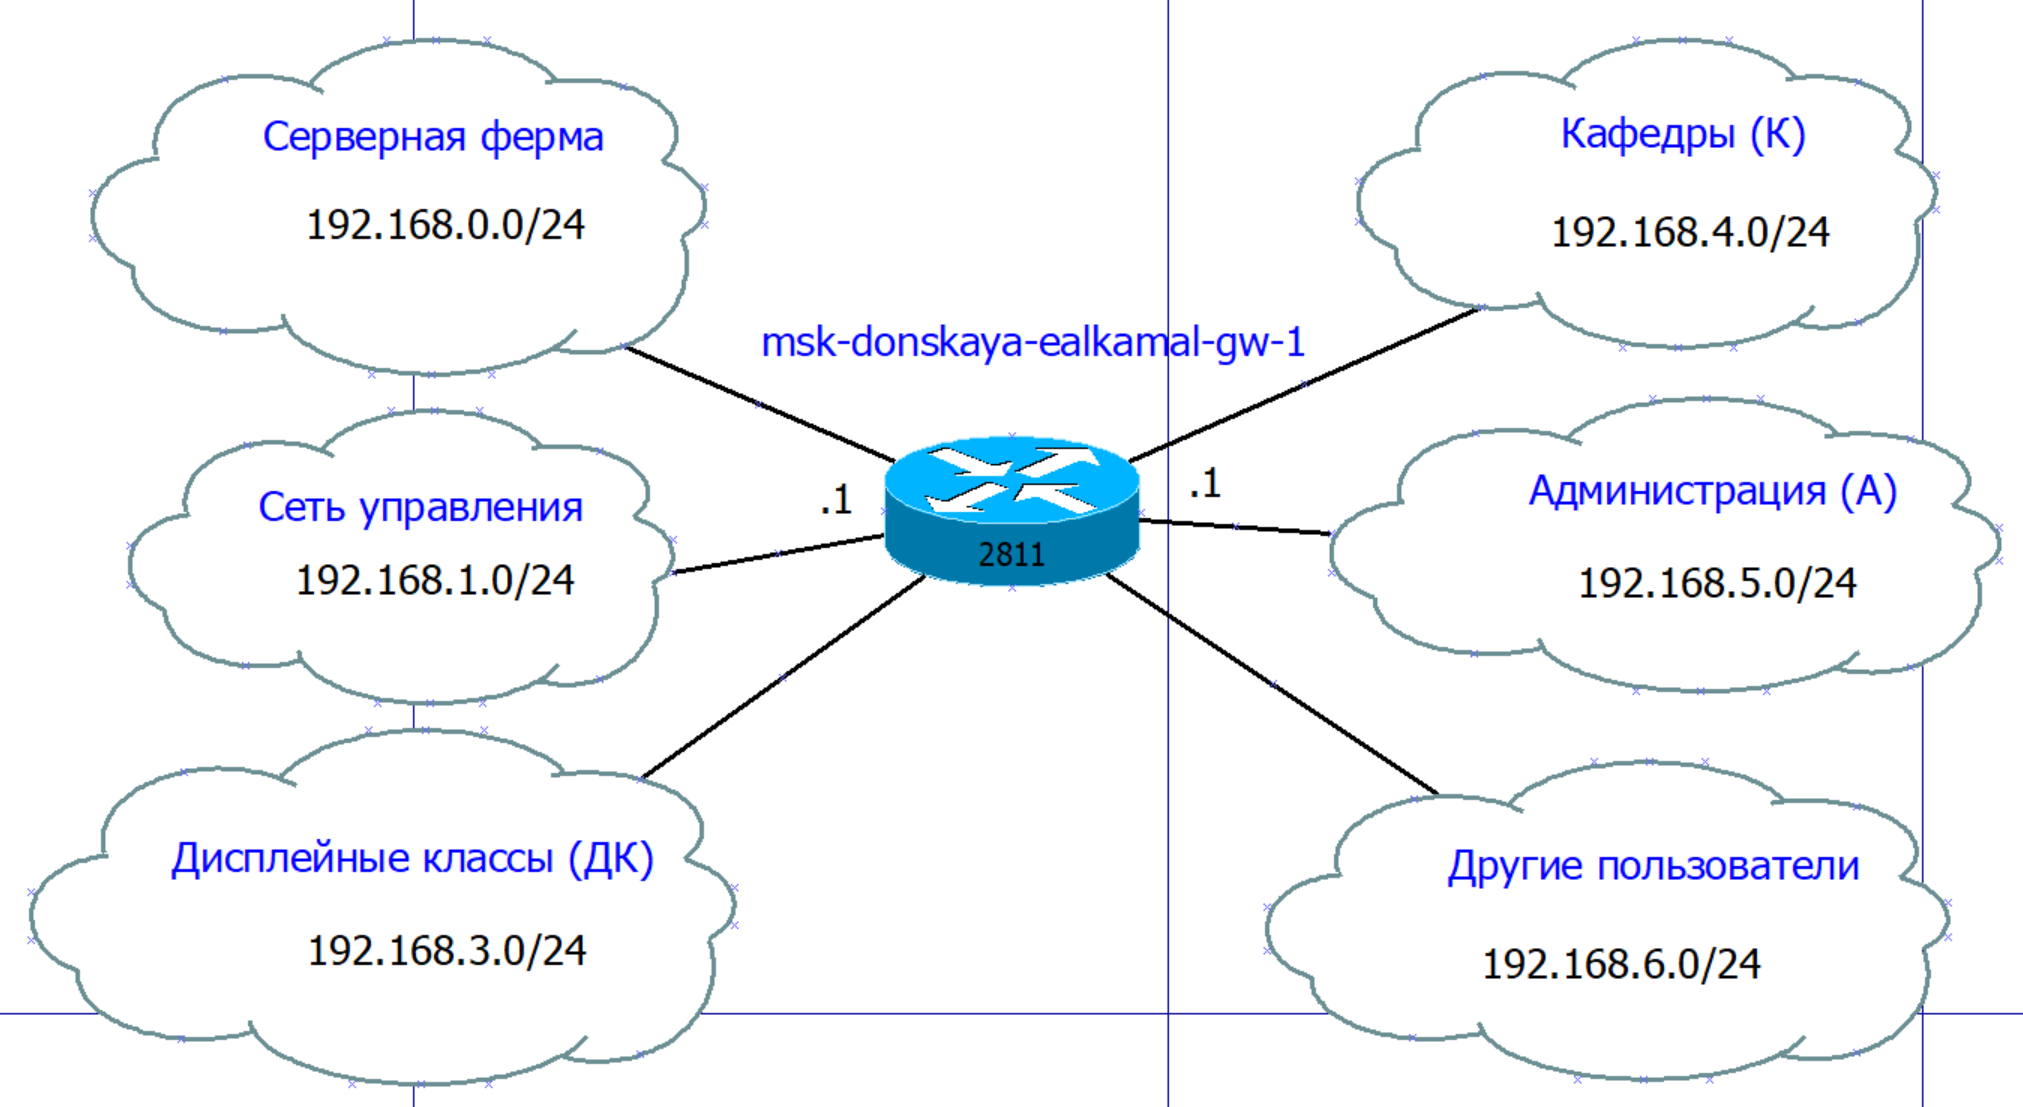 Серверная ферма
192.168.0.0/24
Кафедры (К)
192.168.4.0/24
msk-donskaya-ealkamal-gw-1
Сеть управления
192.168.1.0/24
.1
2811
.1
Администрация (А)
192.168.5.0/24
Дисплейные классы (ДК)
192.168.3.0/24
Другие пользователи
192.168.6.0/24